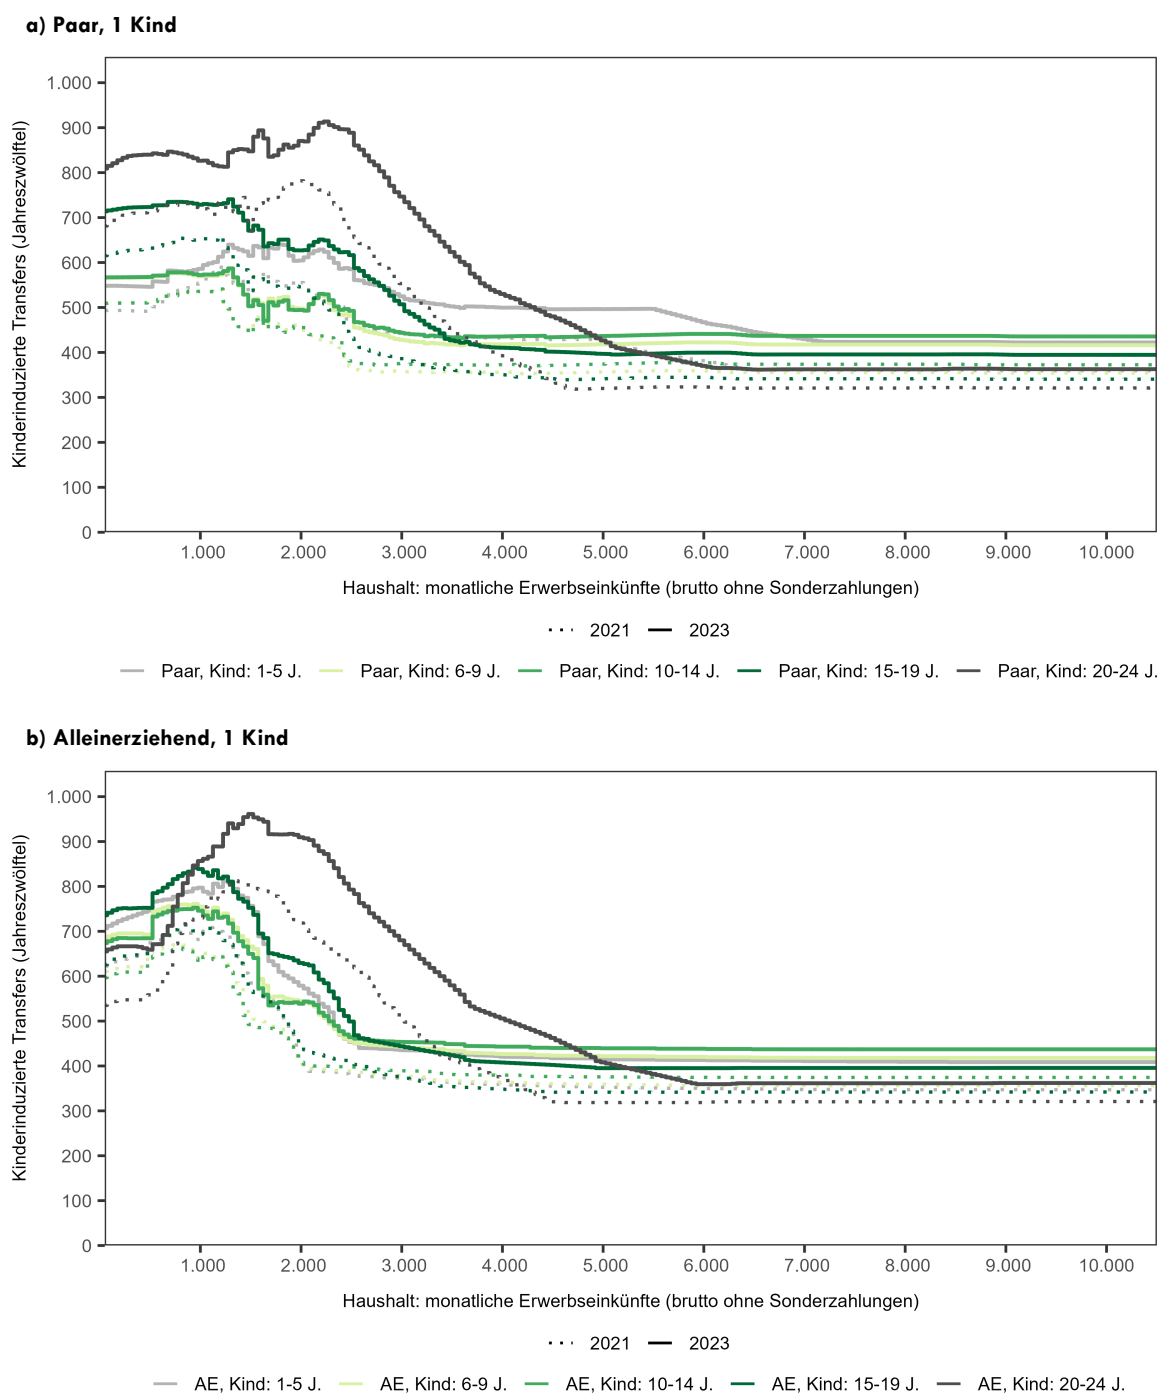 a) Paar, 1 Kind
Kinderinduzierte Transfers (Jahreszwölftel)
1.000
900
800
700
600
500
400
300
200
100
0
1.000 2.000 3.000 4.000 5.000 6.000 7.000 8.000 9.000 10.000
Haushalt: monatliche Erwerbseinkünfte (brutto ohne Sonderzahlungen)
2021 2023
Paar, Kind: 1-5 J. Paar, Kind: 6-9 J. Paar, Kind: 10-14 J. Paar, Kind: 15-19 J. Paar, Kind: 20-24 J.
b) Alleinerziehend, 1 Kind
Kinderinduzierte Transfers (Jahreszwölftel)
1.000
900
800
700
600
500
400
300
200
100
0
1.000 2.000 3.000 4.000 5.000 6.000 7.000 8.000 9.000 10.000
Haushalt: monatliche Erwerbseinkünfte (brutto ohne Sonderzahlungen)
2021 2023
AE, Kind: 1-5 J. AE, Kind: 6-9 J. AE, Kind: 10-14 J. AE, Kind: 15-19 J. AE, Kind: 20-24 J.